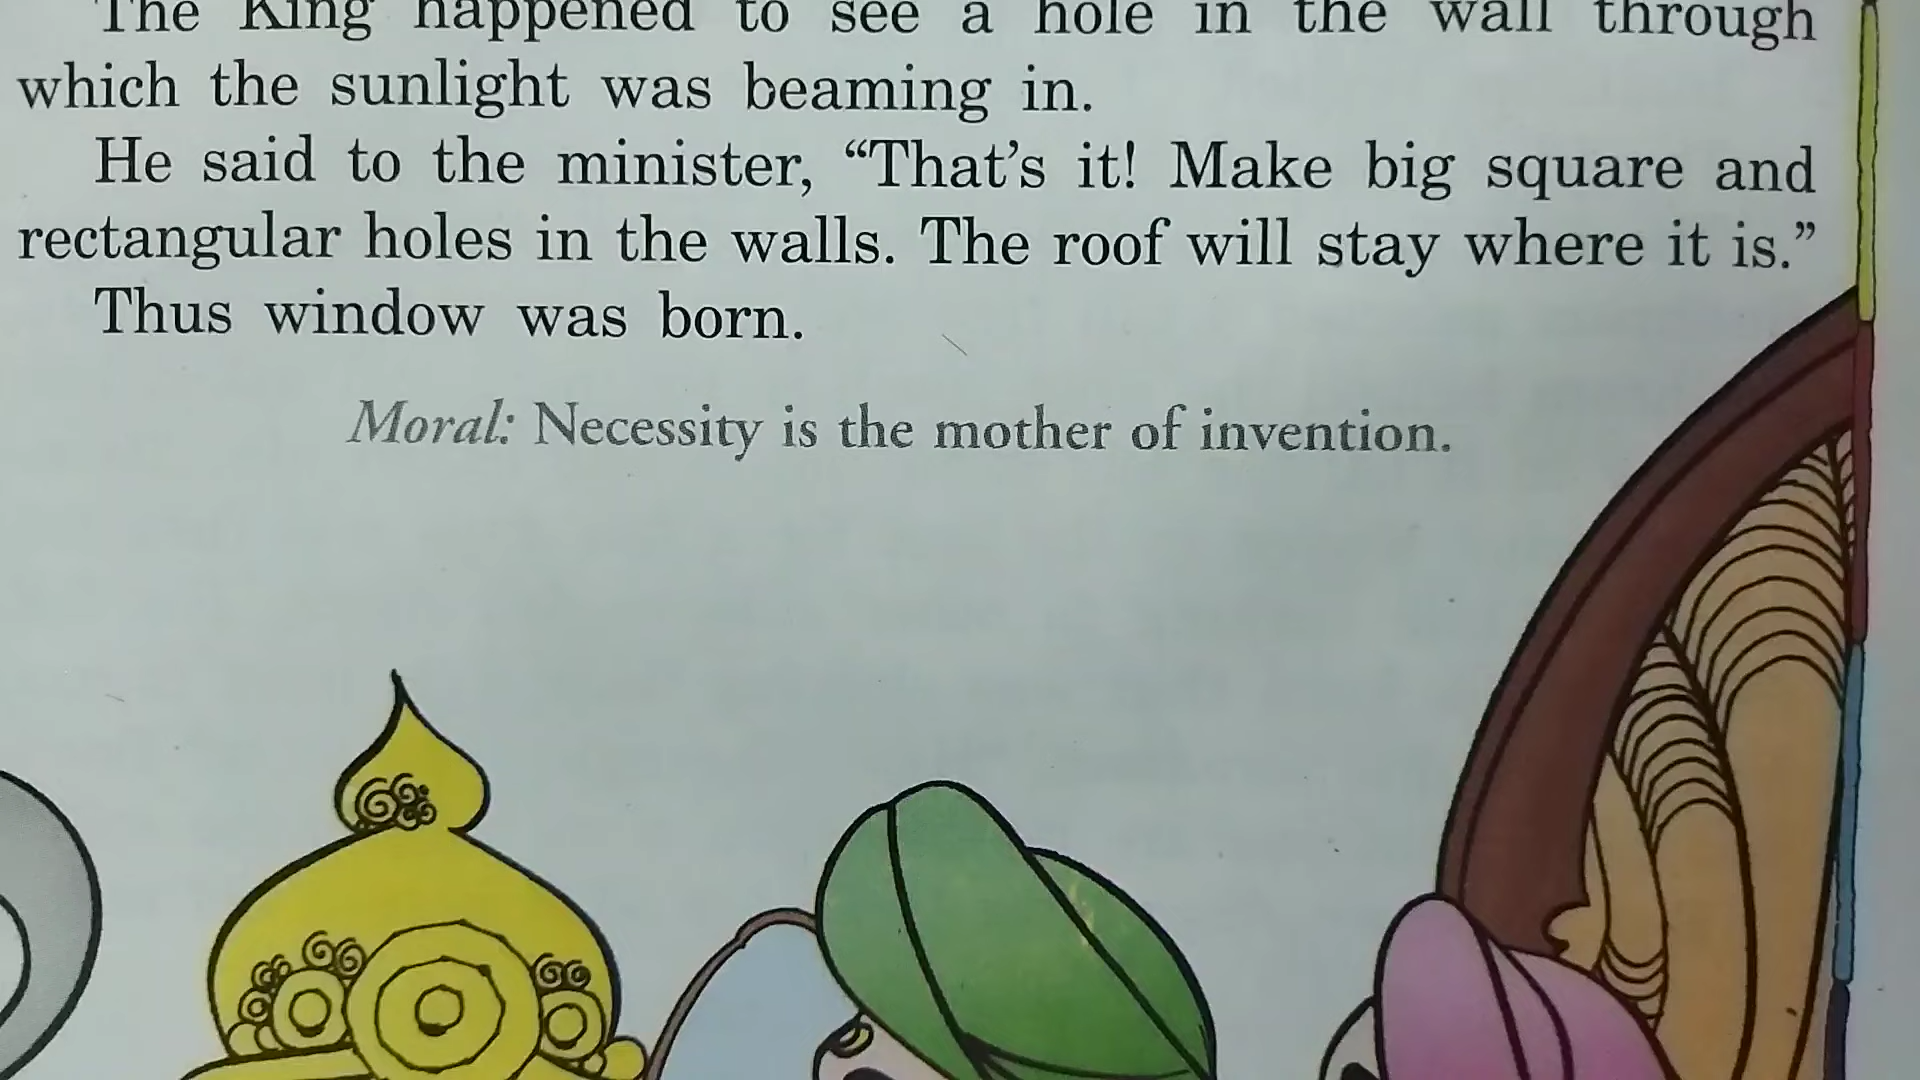 The King happened to see a hole in the wall through
which the sunlight was beaming in.
He said to the minister, “That’s it! Make big square and
rectangular holes in the walls. The roof will stay where it is.”
Thus window was born.
Moral: Necessity is the mother of invention.